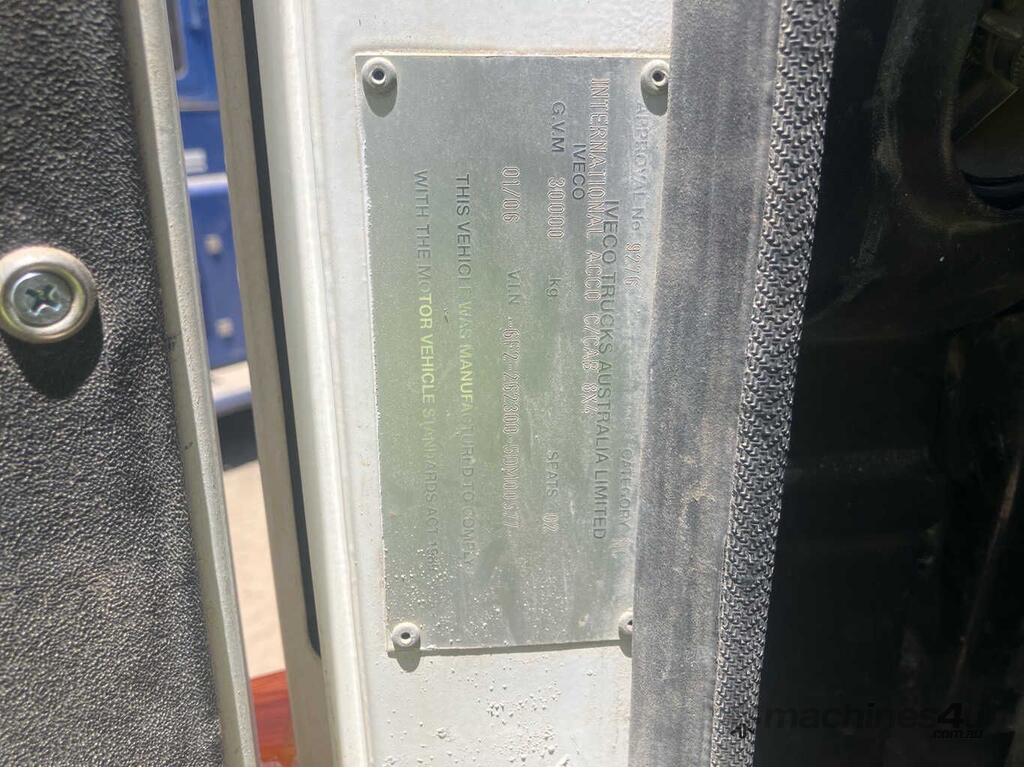 APPROVAL No 9276 CATEGORY
IVECO TRUCKS AUSTRALIA LIMITED
INTERNATIONAL ACCO C/CAB 8X4
IVECO
G.V.M 30000 kg SEATS 02
01/06 V.I.N
THIS VEHICLE WAS MANUFACTURED TO COMPLY
WITH THE MOTOR VEHICLE STANDARDS ACT
machines4u
.com.au